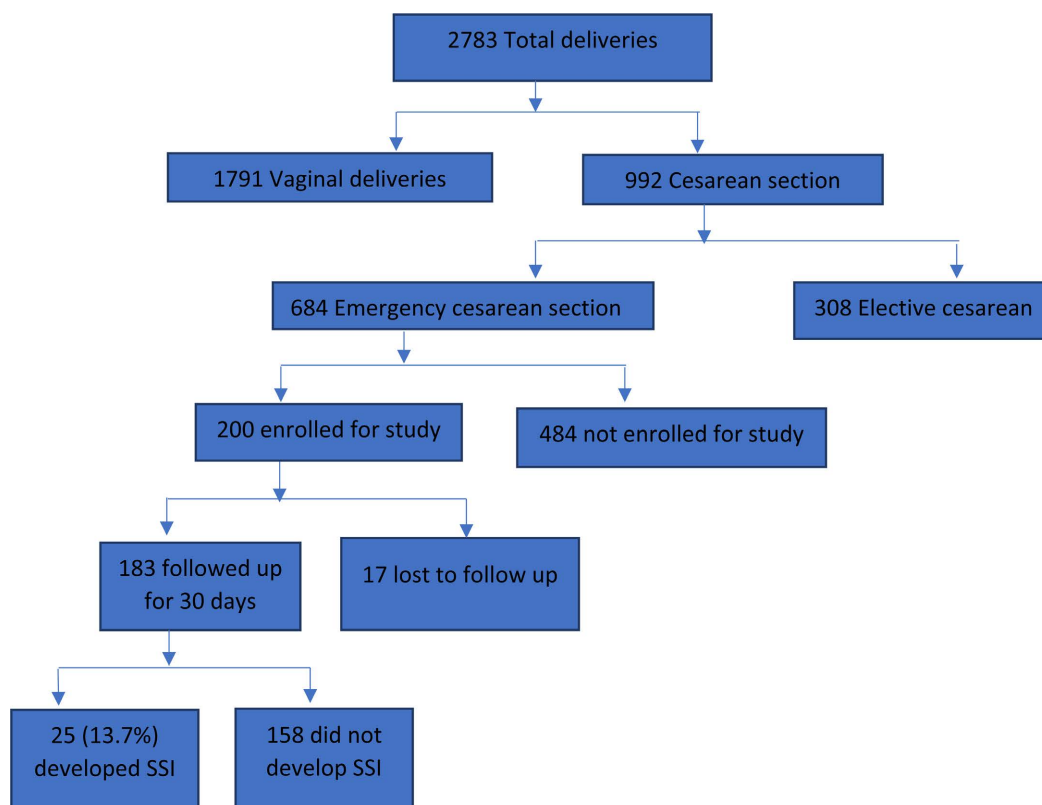 2783 Total deliveries
1791 Vaginal deliveries
992 Cesarean section
684 Emergency cesarean section
308 Elective cesarean
200 enrolled for study
484 not enrolled for study
183 followed up
for 30 days
17 lost to follow up
25 (13.7%)
developed SSI
158 did not
develop SSI